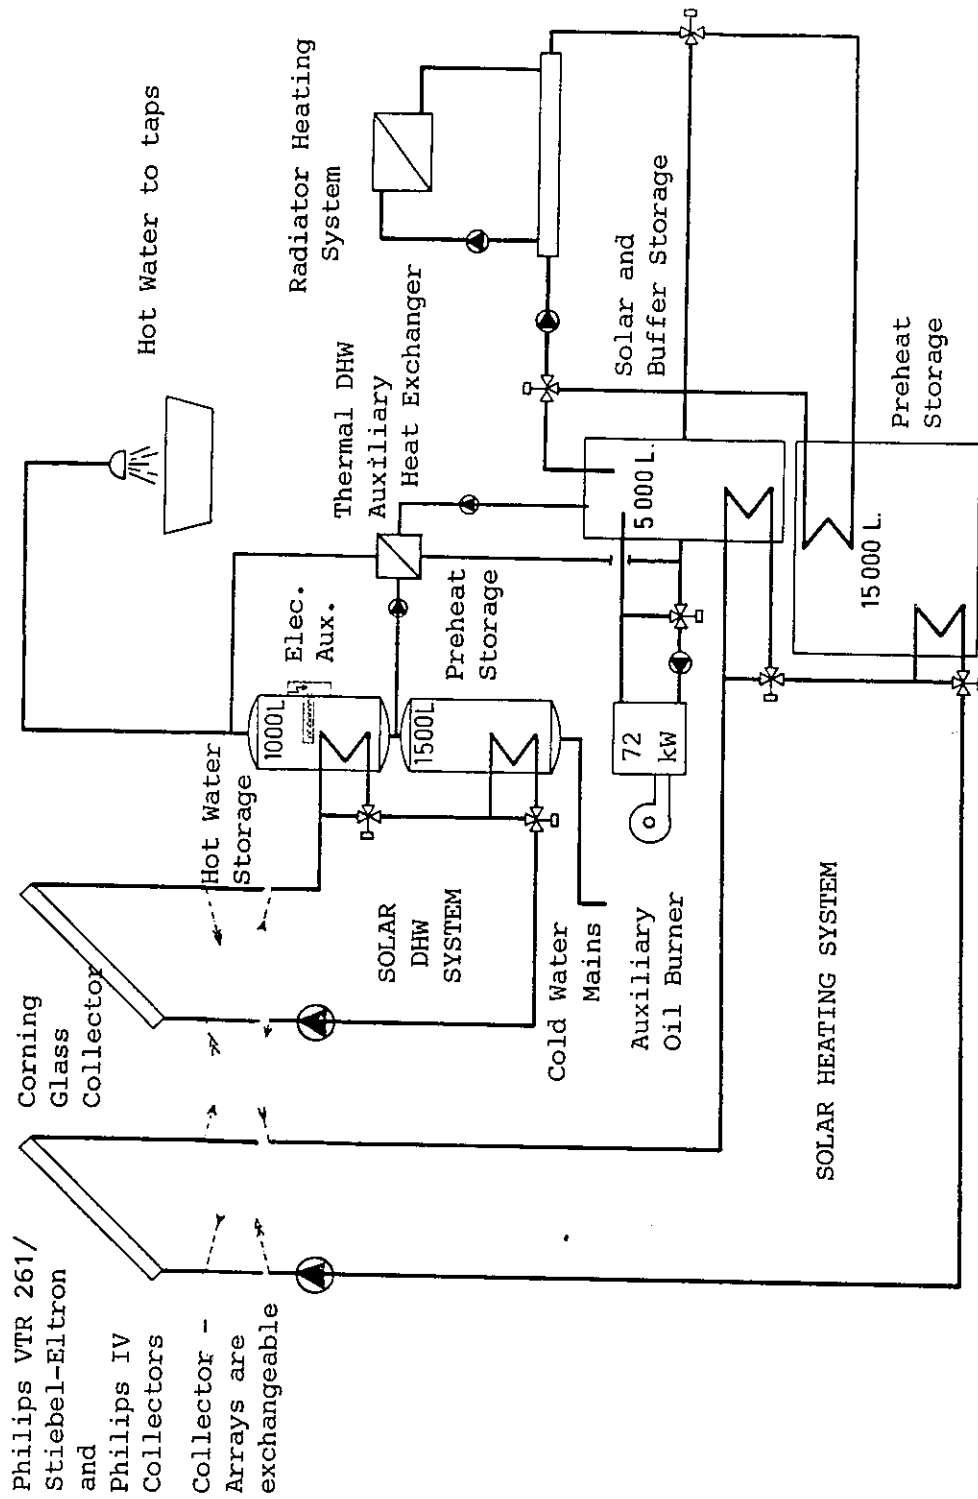 Philips VTR 261/
Stiebel-Eltron
and
Philips IV
Collectors
Collector -
Arrays are
exchangeable
Corning
Glass
Collector
Hot Water
Storage
SOLAR
DHW
SYSTEM
Cold Water
Mains
Auxiliary
Oil Burner
SOLAR HEATING SYSTEM
1000L.
1500L.
Elec.
Aux.
Preheat
Storage
72
kW
Thermal DHW
Auxiliary
Heat Exchanger
Hot Water to taps
Radiator Heating
System
Solar and
Buffer Storage
5 000 L.
15 000 L.
Preheat
Storage